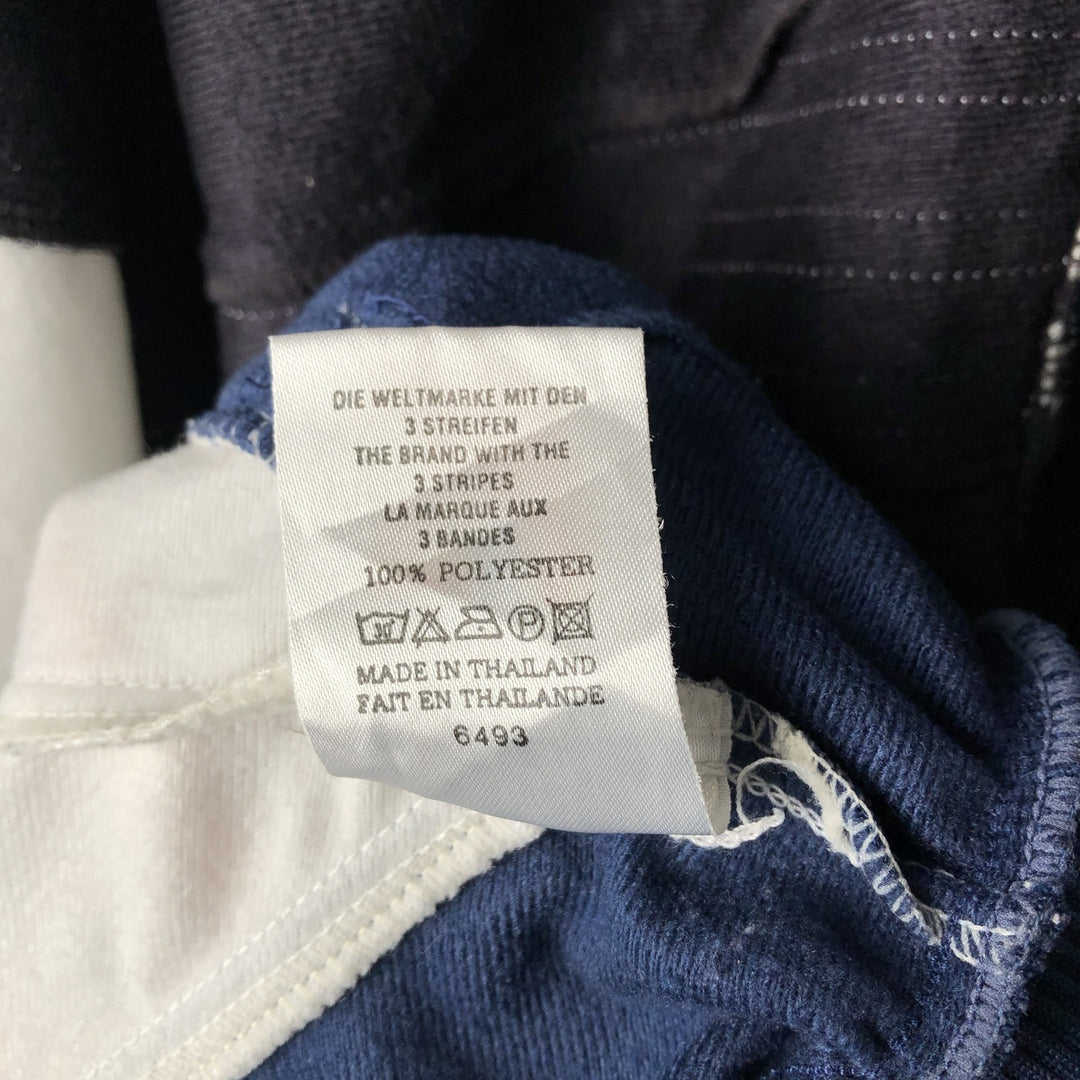 DIE WELTMARKE MIT DEN
3 STREIFEN
THE BRAND WITH THE
3 STRIPES
LA MARQUE AUX
3 BANDES
100% POLYESTER
MADE IN THAILAND
FAIT EN THAILANDE
6493